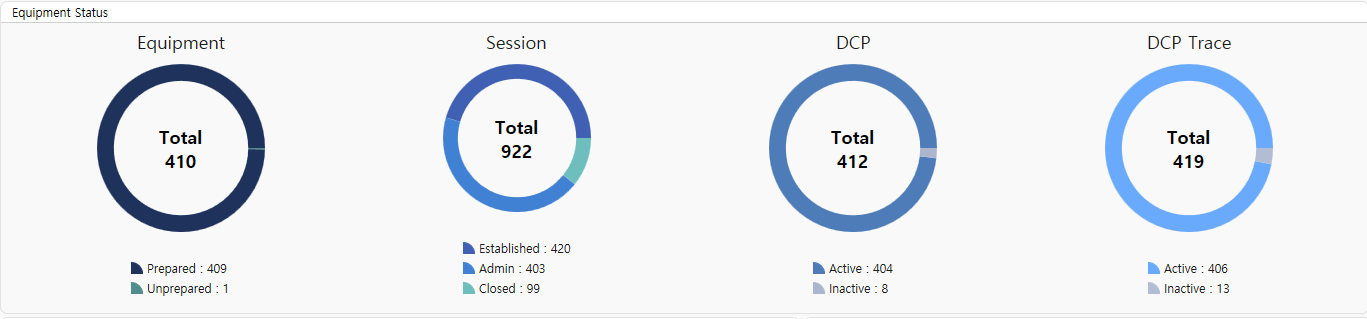 Equipment Status
Equipment
Total
410
Prepared : 409
Unprepared : 1
Session
Total
922
Established : 420
Admin : 403
Closed : 99
DCP
Total
412
Active : 404
Inactive : 8
DCP Trace
Total
419
Active : 406
Inactive : 13